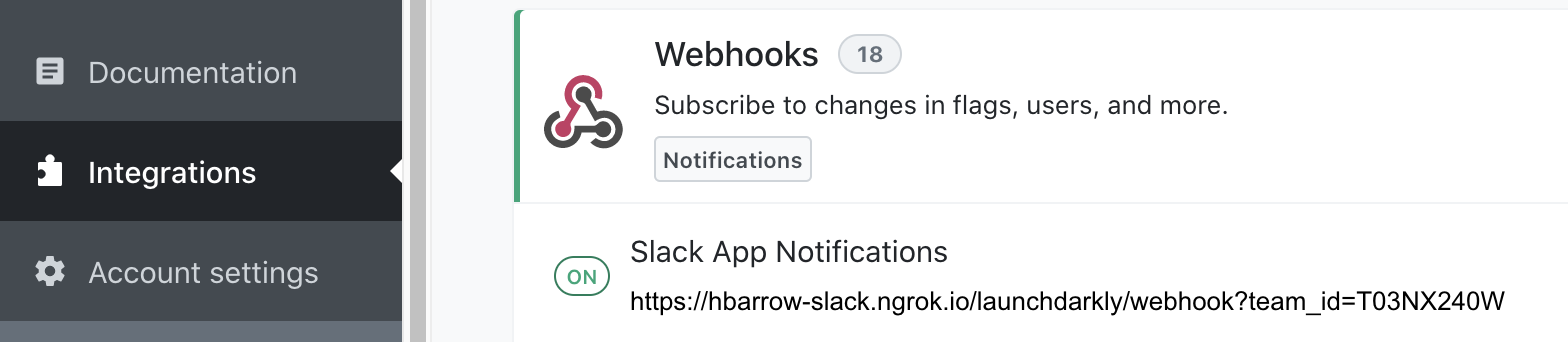 Documentation
Integrations
Account settings
Webhooks 18
Subscribe to changes in flags, users, and more.
Notifications
Slack App Notifications
ON
https://hbarrow-slack.ngrok.io/launchdarkly/webhook?team_id=T03NX240W